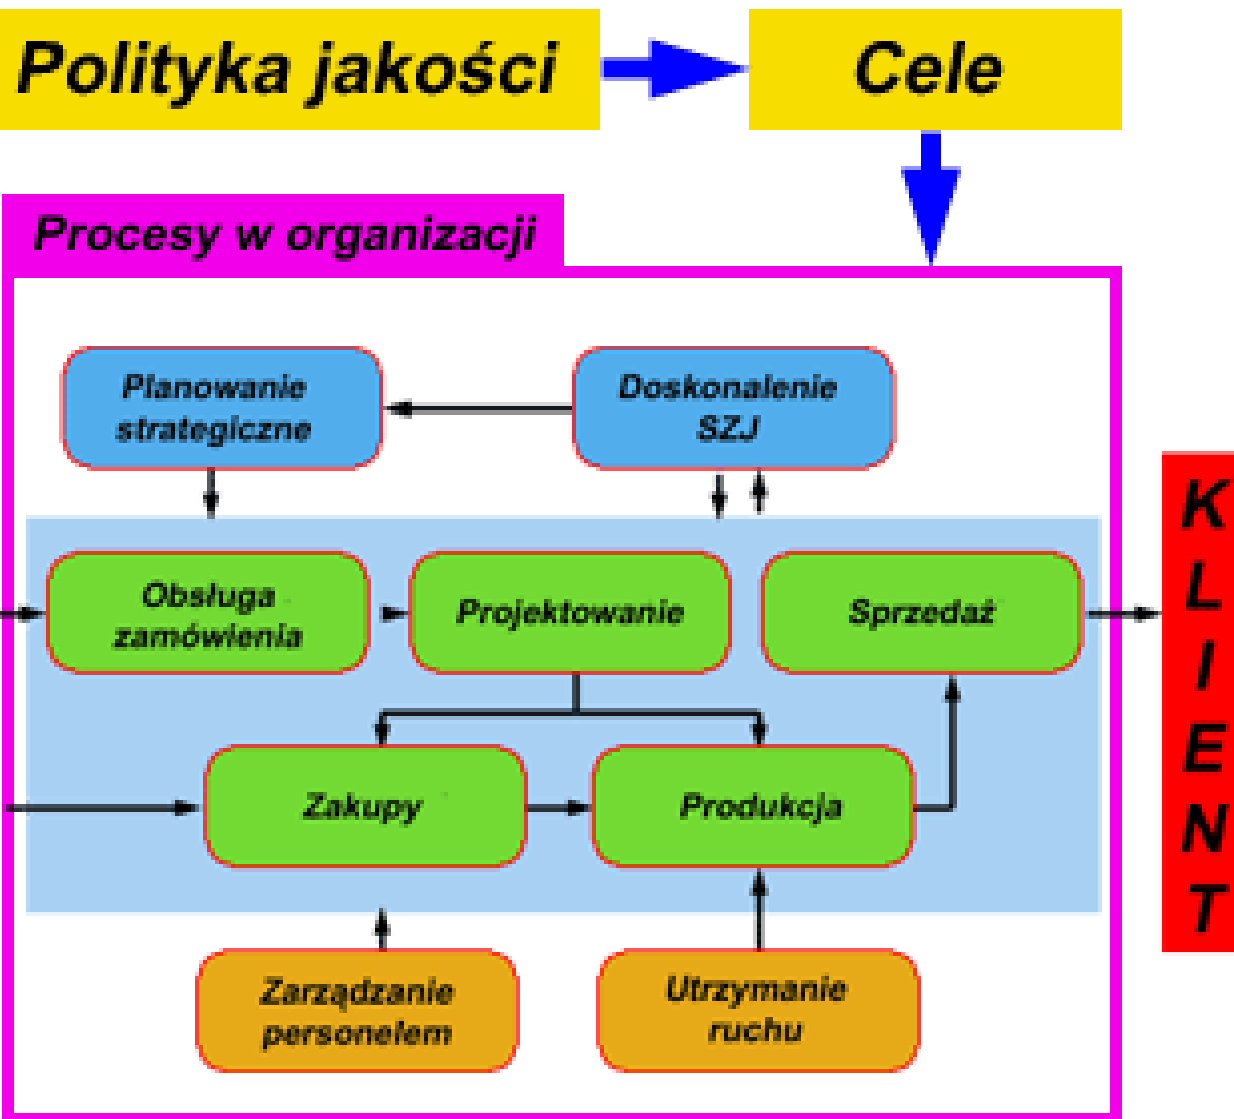 Polityka jakości
Cele
Procesy w organizacji
Planowanie
strategiczne
Doskonalenie
SZJ
Obsługa
zamówienia
Projektowanie
Sprzedaż
Zakupy
Produkcja
Zarządzanie
personelem
Utrzymanie
ruchu
K
L
I
E
N
T